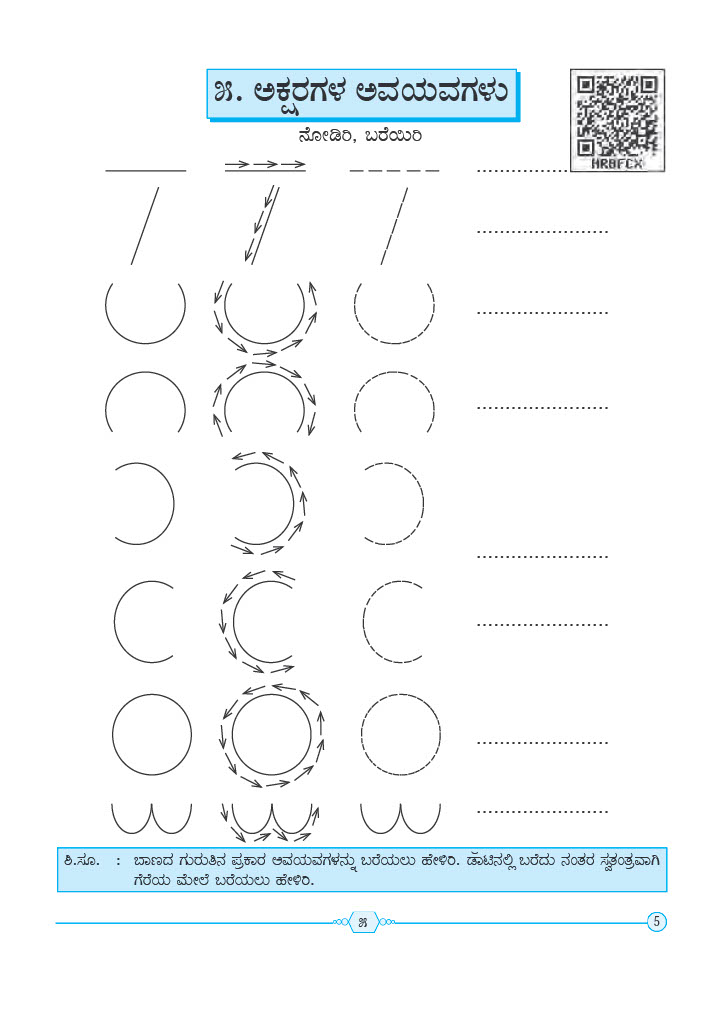 ೫. ಅಕ್ಷರಗಳ ಅವಯವಗಳು
ನೋಡಿರಿ, ಬರೆಯಿರಿ
HRBFCX
ಶಿ.ಸೂ. : ಬಾಣದ ಗುರುತಿನ ಪ್ರಕಾರ ಅವಯವಗಳನ್ನು ಬರೆಯಲು ಹೇಳಿರಿ. ಡಾಟಿನಲ್ಲಿ ಬರೆದು ನಂತರ ಸ್ವತಂತ್ರವಾಗಿ
ಗೆರೆಯ ಮೇಲೆ ಬರೆಯಲು ಹೇಳಿರಿ.
೫
5